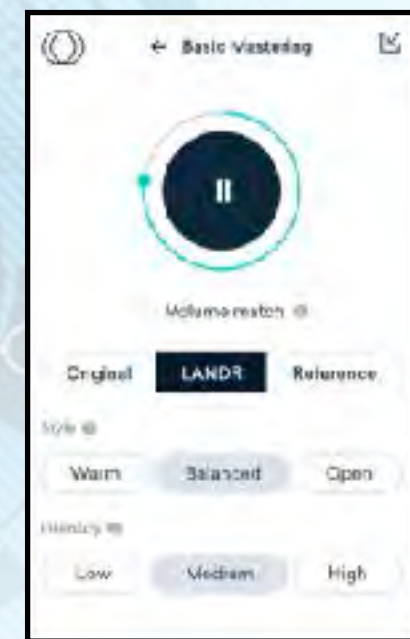 ← Basic Mastering
Volume match
Original LANDR Reference
Style
Warm Balanced Open
Intensity
Low Medium High